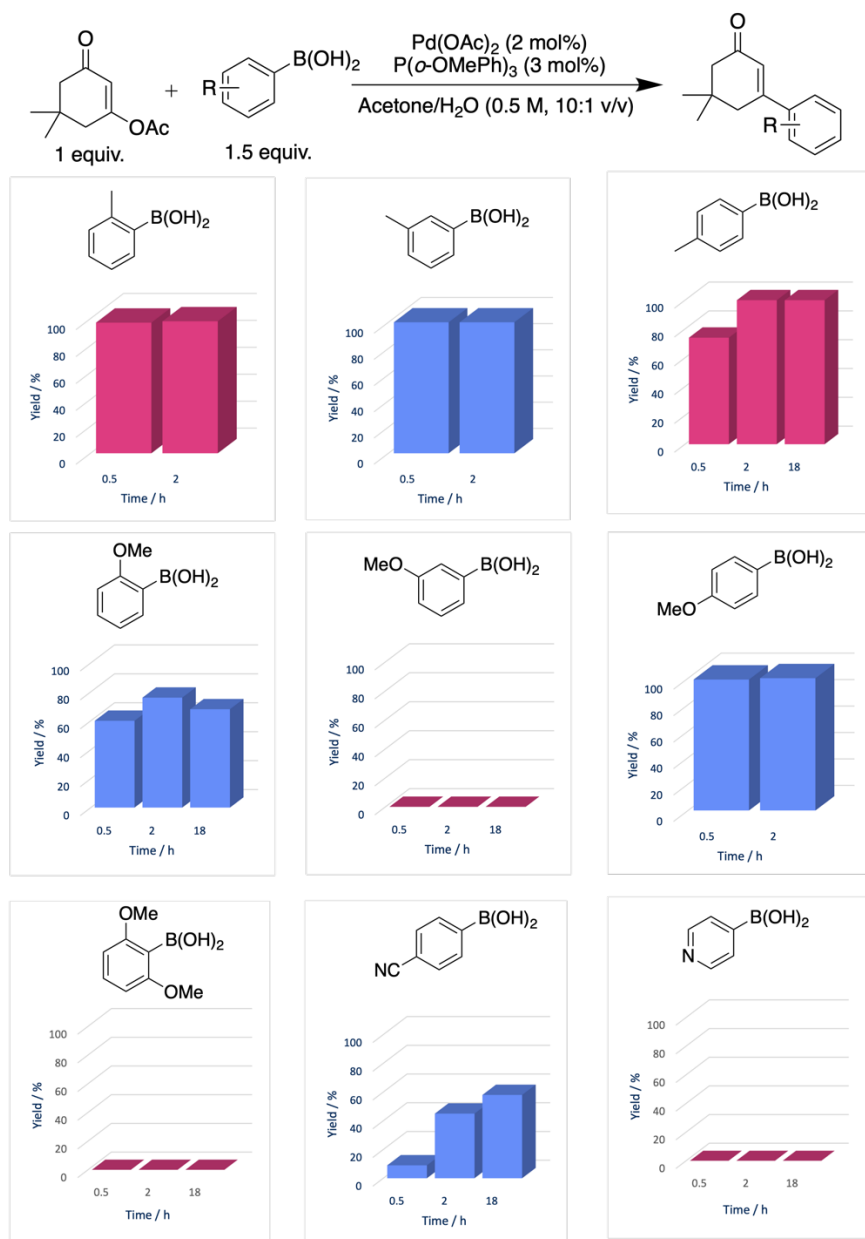 O
OAc
1 equiv.
+
R
B(OH)2
1.5 equiv.
Pd(OAc)2 (2 mol%)
P(o-OMePh)3 (3 mol%)
Acetone/H2O (0.5 M, 10:1 v/v)
O
R
B(OH)2
Yield / %
100
80
60
40
20
0
0.5 2
Time / h
B(OH)2
Yield / %
100
80
60
40
20
0
0.5 2
Time / h
B(OH)2
Yield / %
100
80
60
40
20
0
0.5 2 18
Time / h
OMe
B(OH)2
Yield / %
100
80
60
40
20
0
0.5 2 18
Time / h
MeO
B(OH)2
Yield / %
100
80
60
40
20
0
0.5 2 18
Time / h
B(OH)2
MeO
Yield / %
100
80
60
40
20
0
0.5 2
Time / h
OMe
B(OH)2
OMe
Yield / %
100
80
60
40
20
0
0.5 2 18
Time / h
B(OH)2
NC
Yield / %
100
80
60
40
20
0
0.5 2 18
Time / h
B(OH)2
N
Yield / %
100
80
60
40
20
0
0.5 2 18
Time / h